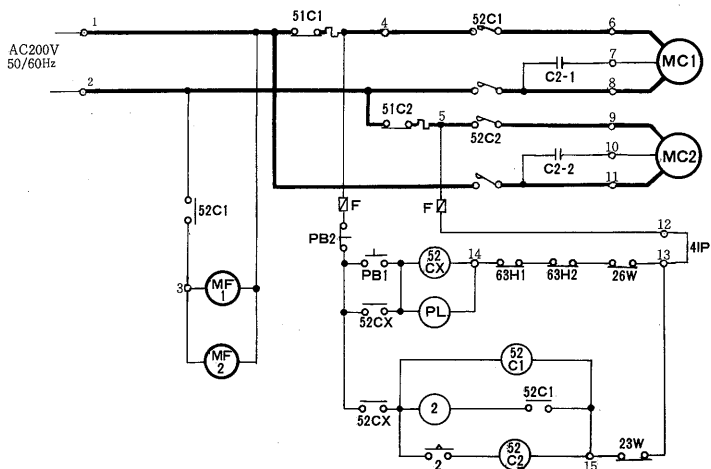 1
51C1
4
52C1
6
AC200V
50/60Hz
7
MC1
C2-1
2
8
51C2
5
52C2
9
10
MC2
C2-2
11
52C1
F
F
12
41P
PB2
52
CX
14
13
PB1
63H1
63H2
26W
3
MF
1
52CX
PL
MF
2
52
C1
52CX
2
52C1
2
52
C2
15
23W